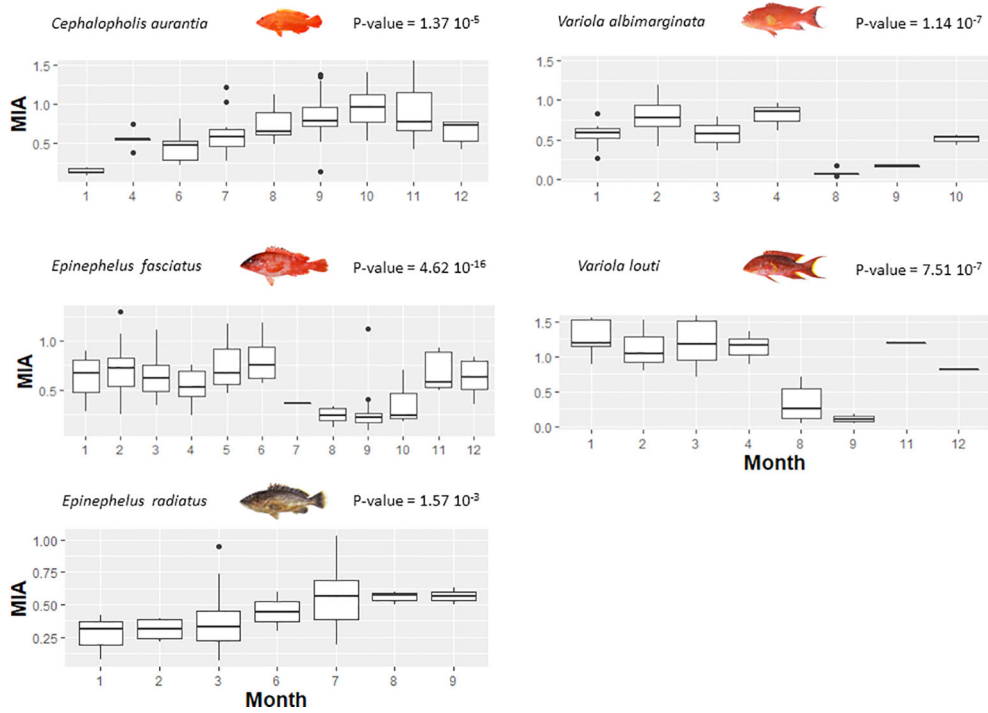 Cephalopholis aurantia P-value = 1.37 10-5
MIA
1.5
1.0
0.5
1 4 6 7 8 9 10 11 12
Variola albimarginata P-value = 1.14 10-7
1.5
1.0
0.5
0.0
1 2 3 4 8 9 10
Epinephelus fasciatus P-value = 4.62 10-16
MIA
1.0
0.5
1 2 3 4 5 6 7 8 9 10 11 12
Variola louti P-value = 7.51 10-7
1.5
1.0
0.5
0.0
1 2 3 4 8 9 11 12
Month
Epinephelus radiatus P-value = 1.57 10-3
MIA
1.00
0.75
0.50
0.25
1 2 3 6 7 8 9
Month